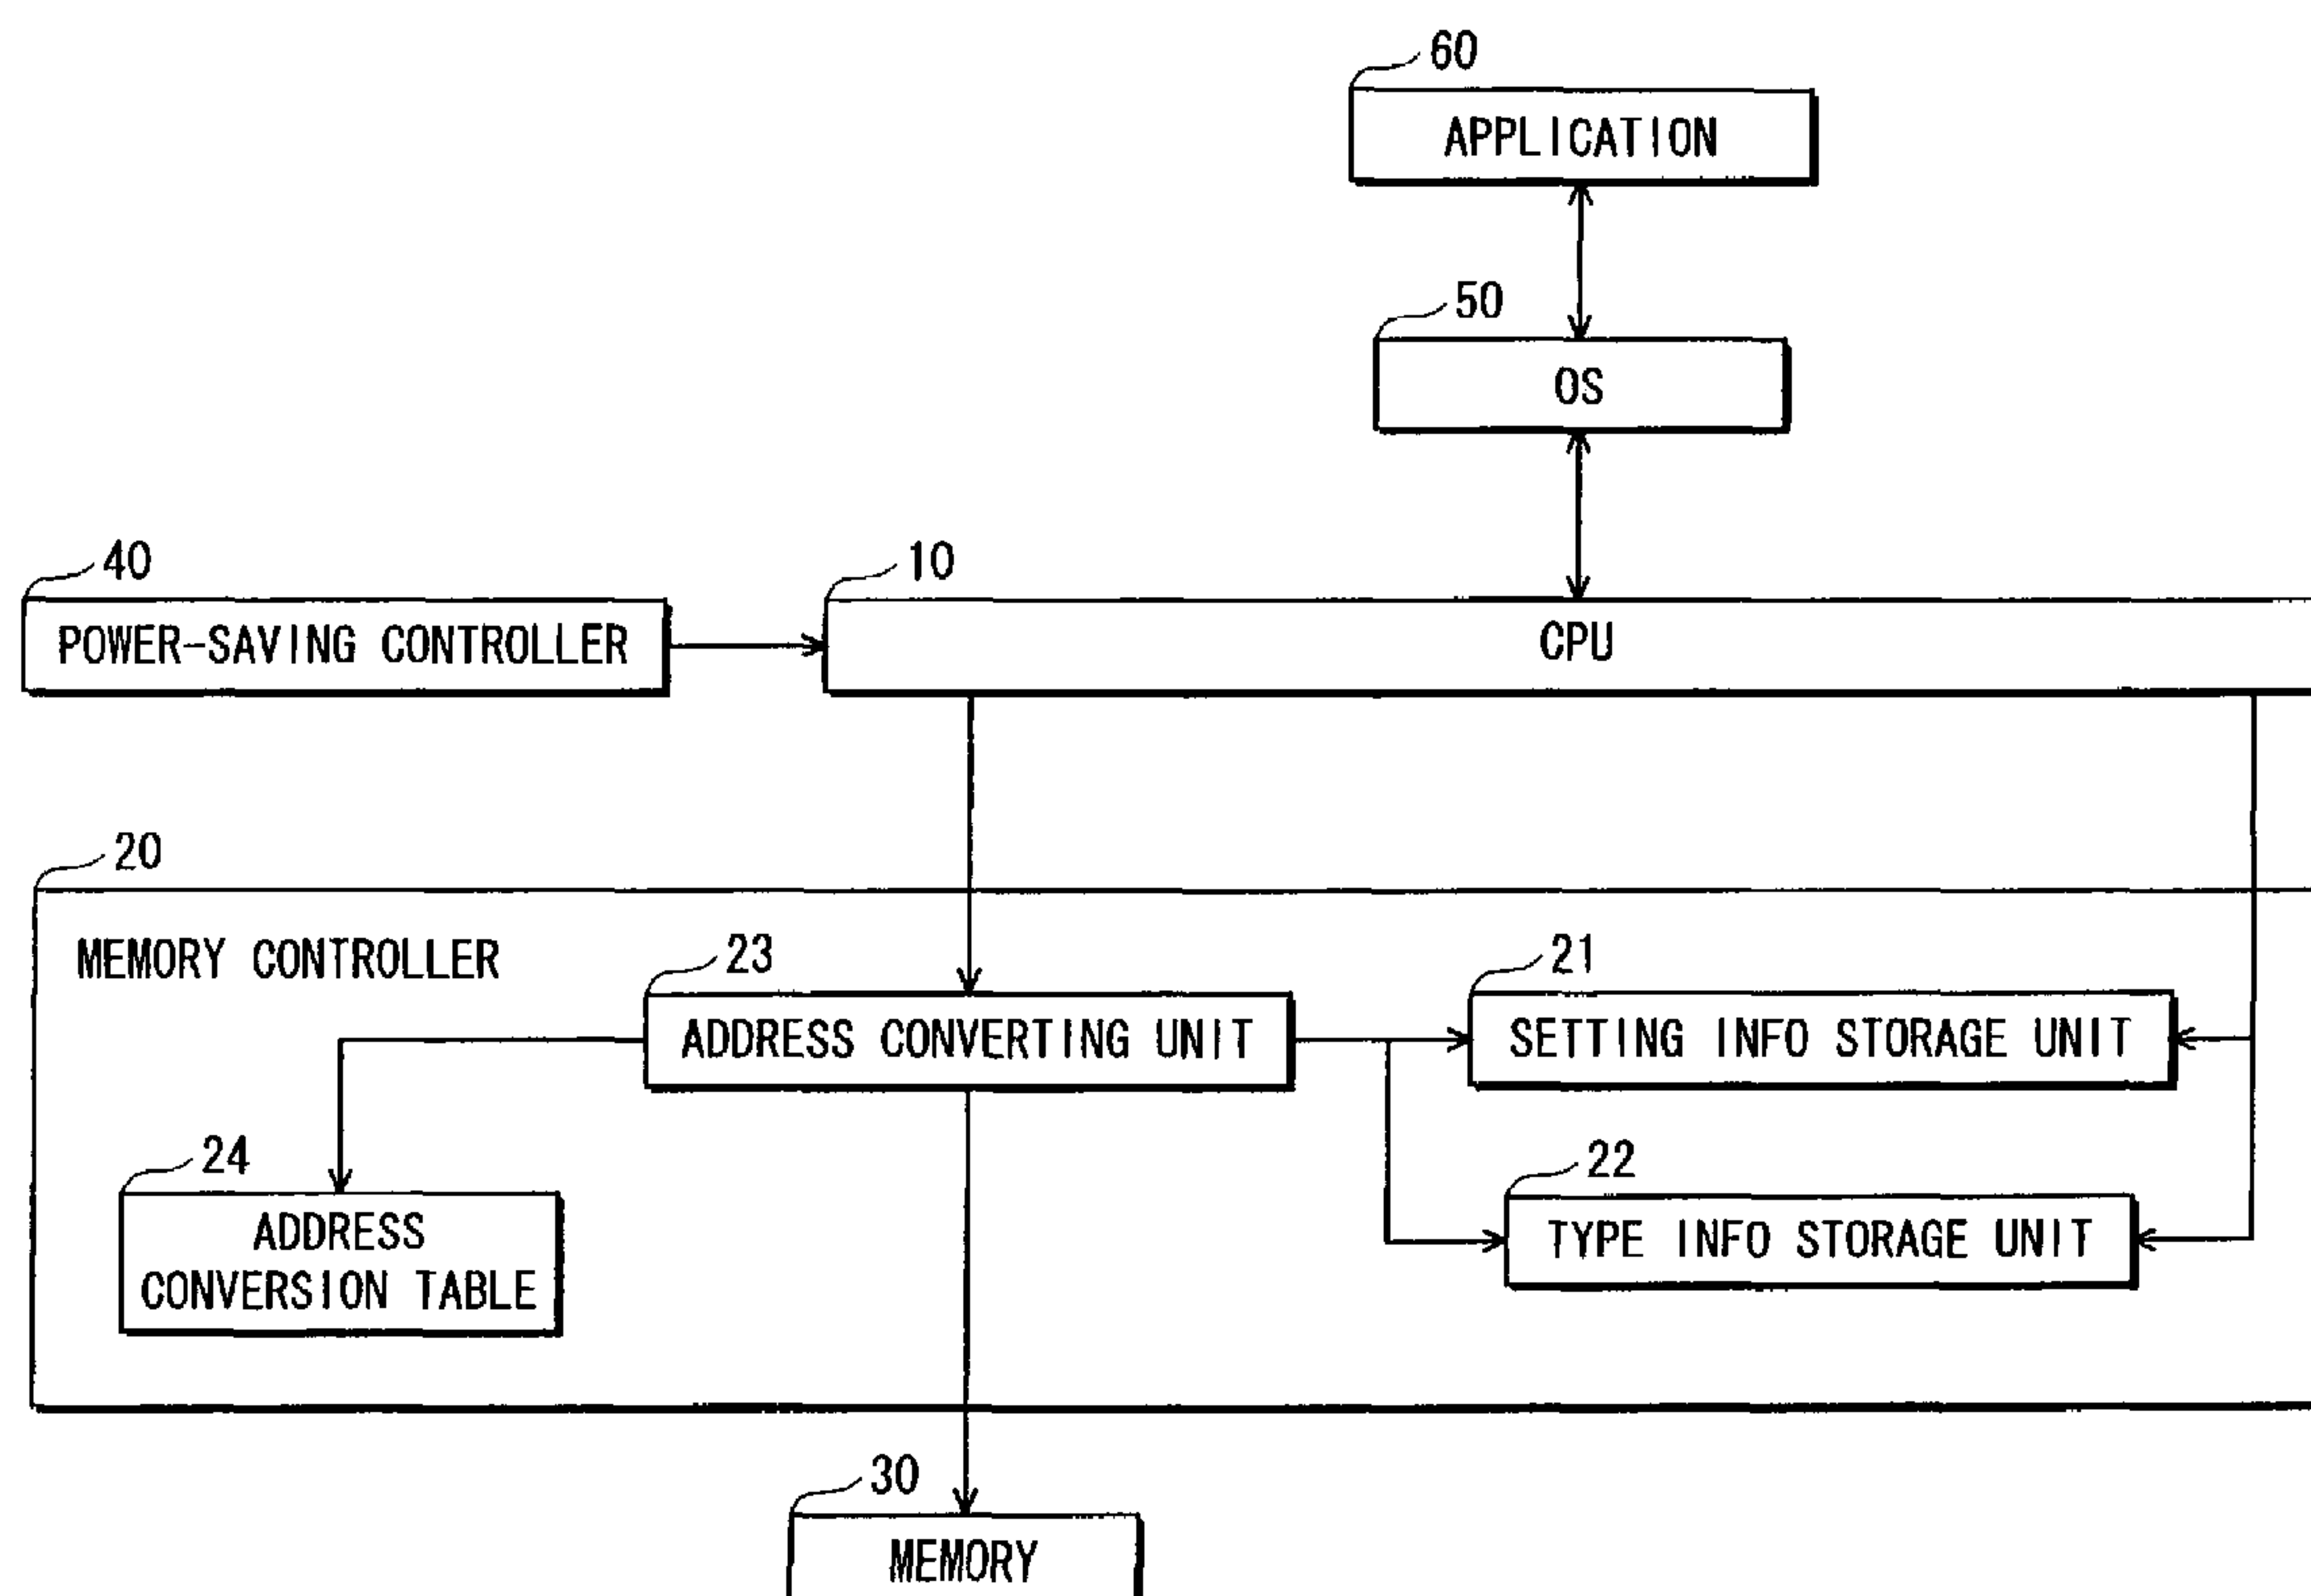 60
APPLICATION
50
OS
40
10
POWER-SAVING CONTROLLER
CPU
20
MEMORY CONTROLLER
23
21
ADDRESS CONVERTING UNIT
SETTING INFO STORAGE UNIT
24
22
ADDRESS
CONVERSION TABLE
TYPE INFO STORAGE UNIT
30
MEMORY